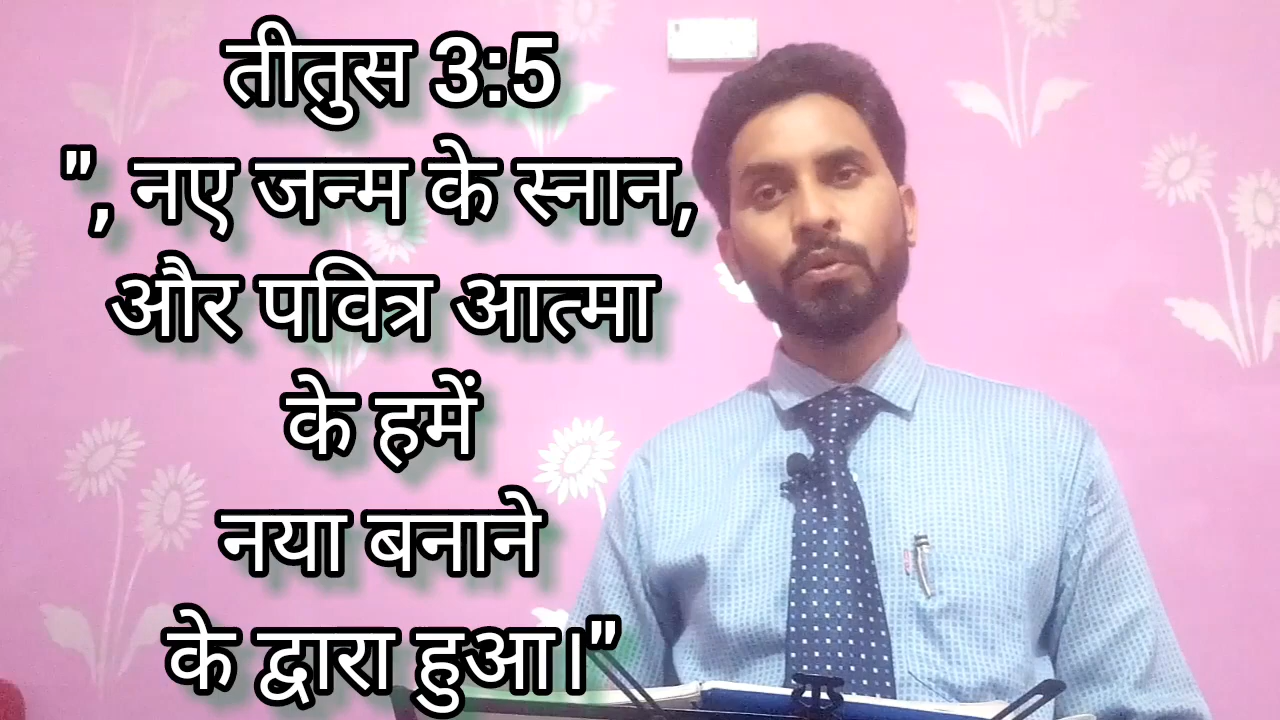 तीतुस 3:5
", नए जन्म के स्नान,
और पवित्र आत्मा
के हमें
नया बनाने
के द्वारा हुआ।"